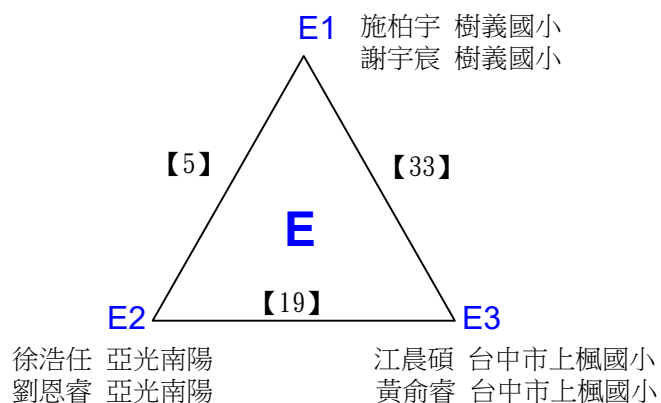 E1 施柏宇 樹義國小
謝宇宸 樹義國小
【5】 【33】
E
【19】
E2 E3
徐浩任 亞光南陽 江晨碩 台中市上楓國小
劉恩睿 亞光南陽 黃俞睿 台中市上楓國小